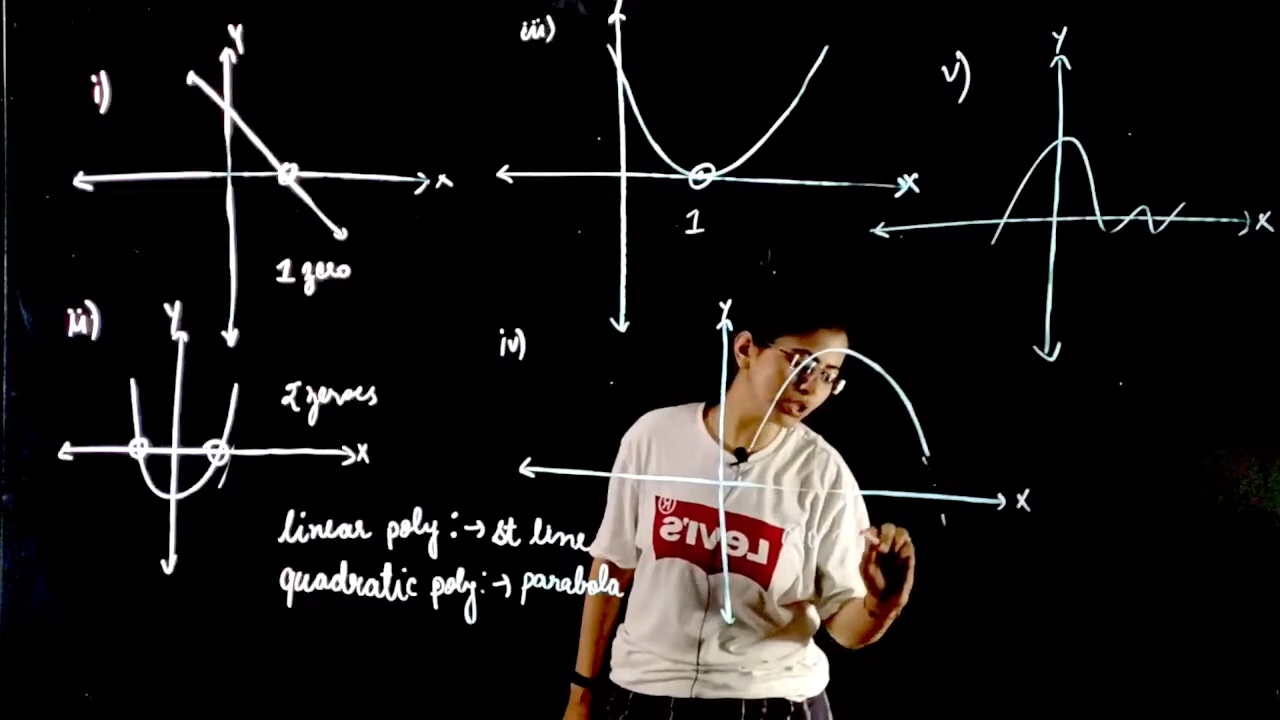 i)
Y
X
1 zero
ii)
Y
2 zeroes
X
linear poly :→ st line
quadratic poly :→ parabola
iii)
X
1
iv)
Y
X
LEVI'S
®
v)
Y
X